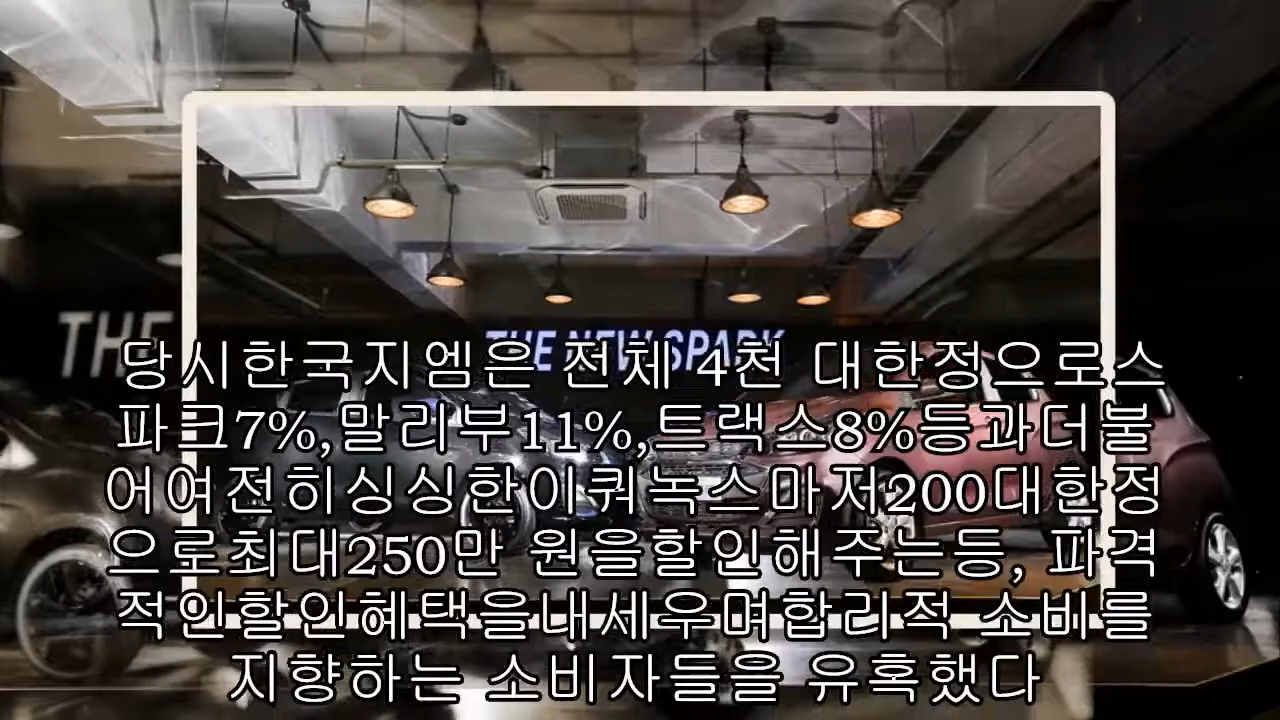 THE NEW SPARK
THE
당시한국지엠은 전체 4천 대한정으로스
파크7%,말리부11%,트랙스8%등과더불
어여전히싱싱한이쿼녹스마저200대한정
으로최대250만 원을할인해주는등, 파격
적인할인혜택을내세우며합리적 소비를
지향하는 소비자들을 유혹했다